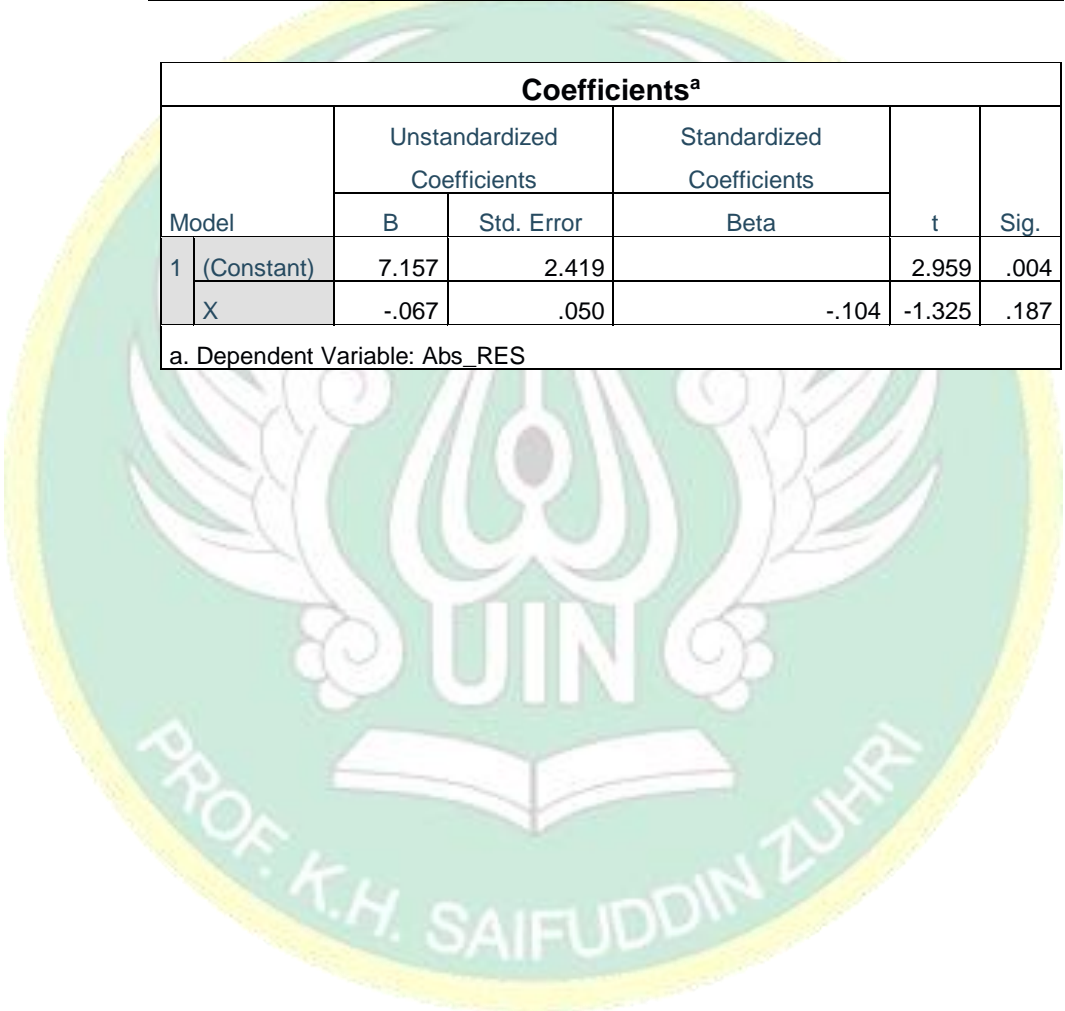 Coefficientsa
Unstandardized Coefficients Standardized Coefficients
Model B Std. Error Beta t Sig.
1 (Constant) 7.157 2.419 2.959 .004
X -.067 .050 -.104 -1.325 .187
a. Dependent Variable: Abs_RES
UIN
PROF. K.H. SAIFUDDIN ZUHRI